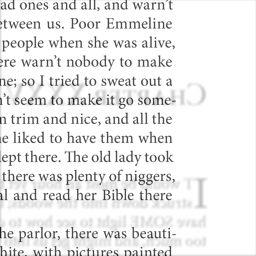 ad ones and all, and warn't
etween us. Poor Emmeline
people when she was alive,
ere warn't nobody to make
ne; so I tried to sweat out a
n't seem to make it go some-
n trim and nice, and all the
e liked to have them when
lept there. The old lady took
there was plenty of niggers,
al and read her Bible there
he parlor, there was beauti-
hite, with pictures painted